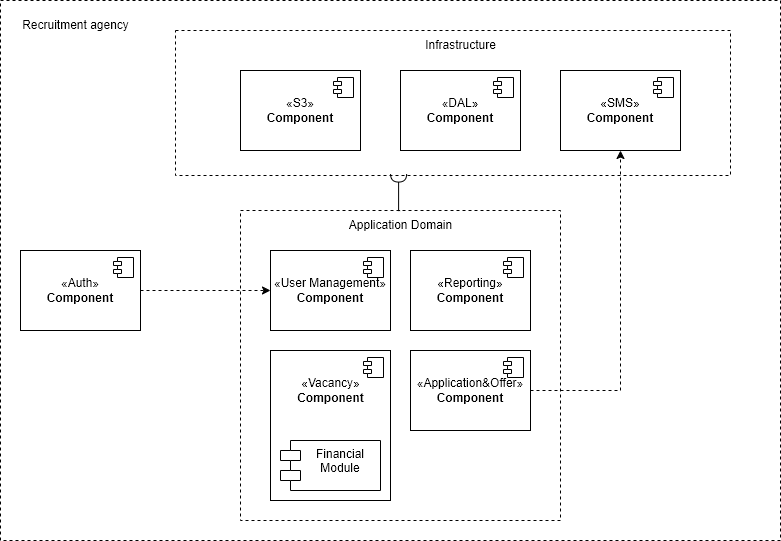 Recruitment agency
Infrastructure
«S3»
Component
«DAL»
Component
«SMS»
Component
Application Domain
«Auth»
Component
«User Management»
Component
«Reporting»
Component
«Vacancy»
Component
«Application&Offer»
Component
Financial
Module